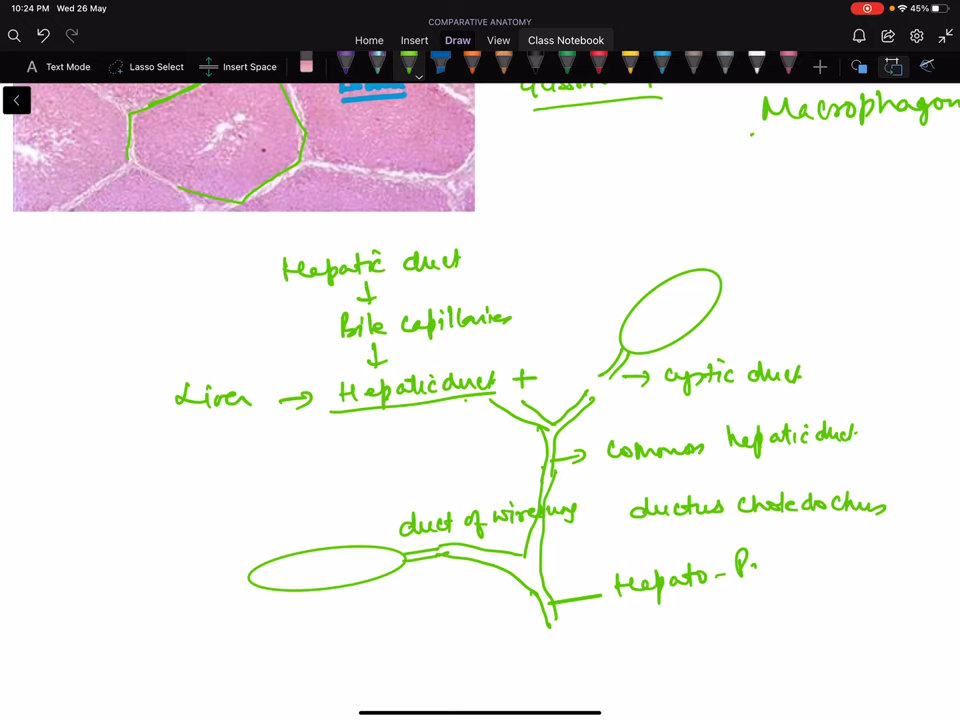 10:24 PM Wed 26 May
45%
COMPARATIVE ANATOMY
Home Insert Draw View Class Notebook
Text Mode Lasso Select Insert Space
Macrophagon
Hepatic duct
↓
Bile capillaries
↓
Liver → Hepatic duct +
→ cystic duct
→ common hepatic duct
duct of wirsung
ductus choledochus
Hepato - P.